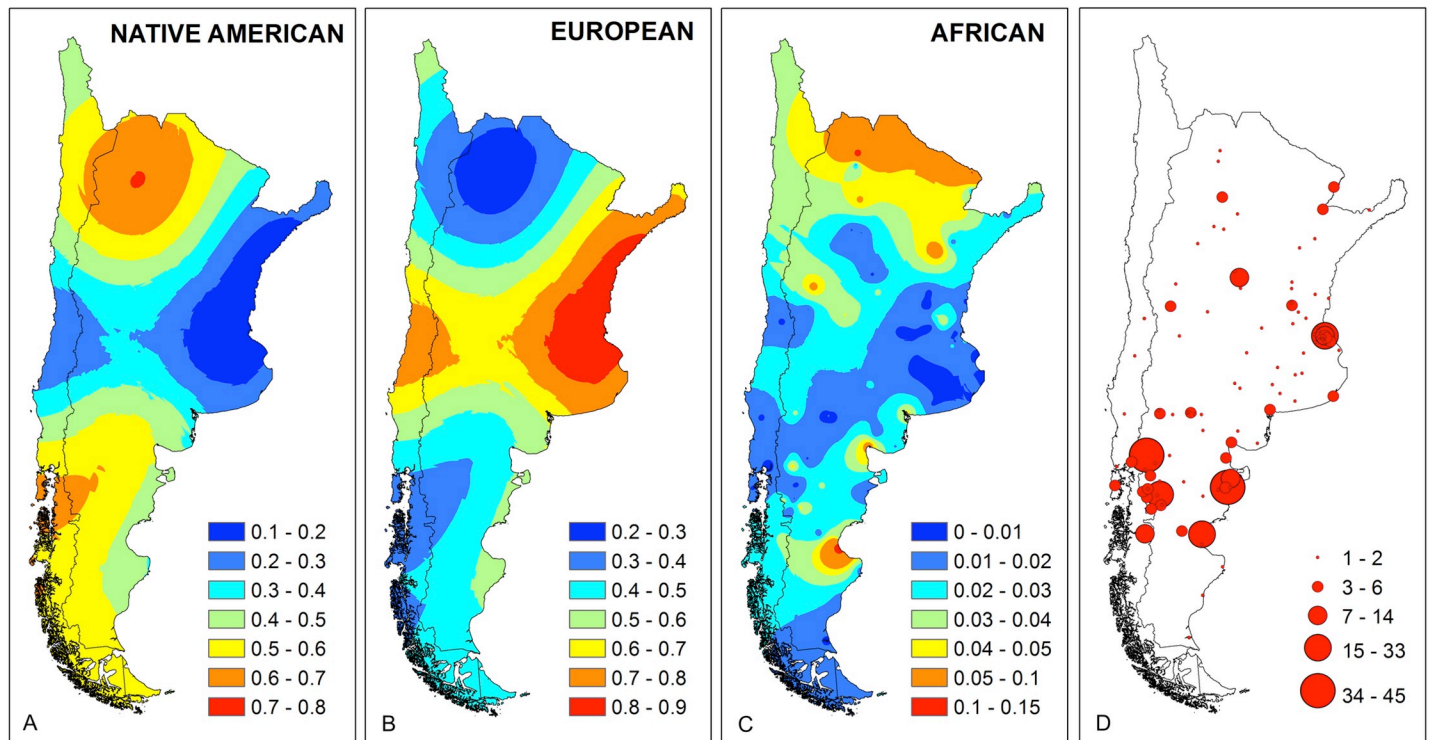 NATIVE AMERICAN
0.1 - 0.2
0.2 - 0.3
0.3 - 0.4
0.4 - 0.5
0.5 - 0.6
0.6 - 0.7
0.7 - 0.8
A
EUROPEAN
0.2 - 0.3
0.3 - 0.4
0.4 - 0.5
0.5 - 0.6
0.6 - 0.7
0.7 - 0.8
0.8 - 0.9
B
AFRICAN
0 - 0.01
0.01 - 0.02
0.02 - 0.03
0.03 - 0.04
0.04 - 0.05
0.05 - 0.1
0.1 - 0.15
C
1 - 2
3 - 6
7 - 14
15 - 33
34 - 45
D